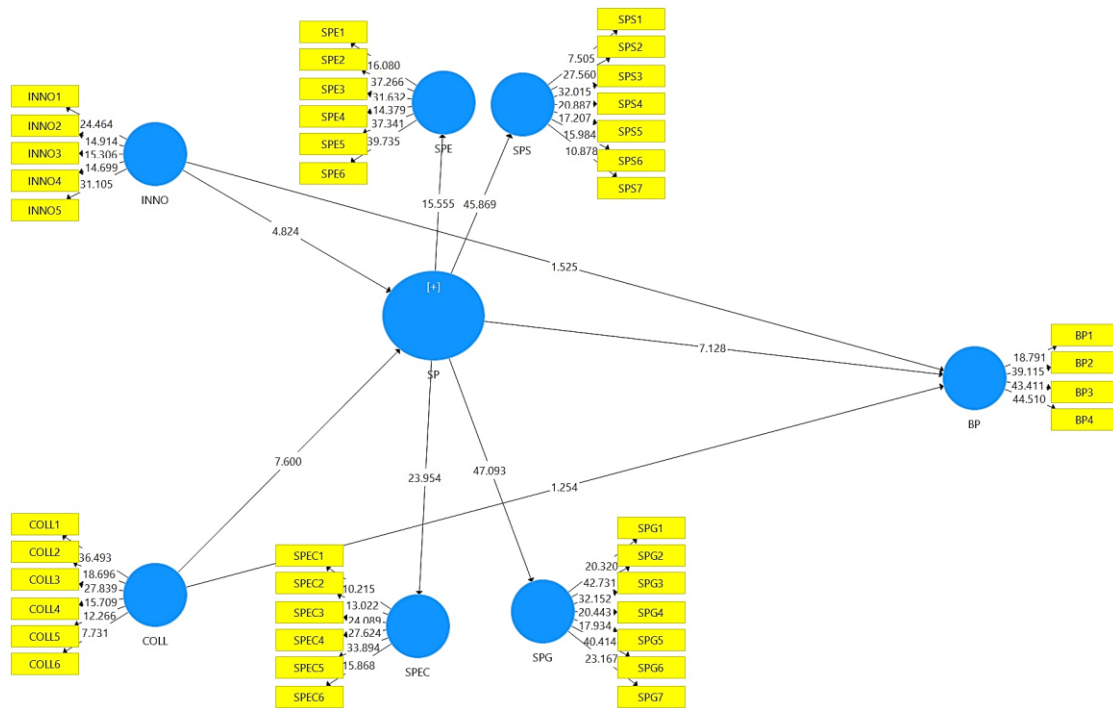 SPE1
SPE2
SPE3
SPE4
SPE5
SPE6
16.080
37.266
31.632
14.379
37.341
39.735
SPE
SPS1
SPS2
SPS3
SPS4
SPS5
SPS6
SPS7
7.505
27.560
32.015
20.887
17.207
15.984
10.878
SPS
INNO1
INNO2
INNO3
INNO4
INNO5
24.464
14.914
15.306
14.699
31.105
INNO
15.555
45.869
4.824
1.525
[+]
SP
7.128
BP1
BP2
BP3
BP4
18.791
39.115
43.411
44.510
BP
7.600
23.954
47.093
1.254
COLL1
COLL2
COLL3
COLL4
COLL5
COLL6
36.493
18.696
27.839
15.709
12.266
7.731
COLL
SPEC1
SPEC2
SPEC3
SPEC4
SPEC5
SPEC6
10.215
13.022
24.089
27.624
33.894
15.868
SPEC
SPG1
SPG2
SPG3
SPG4
SPG5
SPG6
SPG7
20.320
42.731
32.152
20.443
17.934
40.414
23.167
SPG